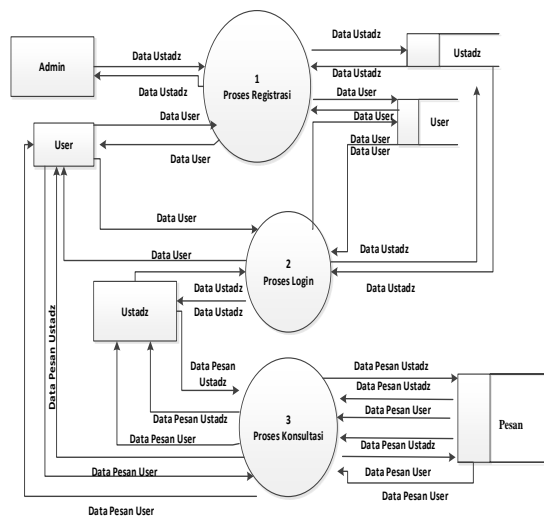 Data Ustadz
Ustadz
Admin
Data Ustadz
1
Proses Registrasi
Data Ustadz
Data Ustadz
Data User
User
Data User
Data User
User
Data User
Data User
Data User
Data User
Data User
2
Proses Login
Data Ustadz
Data Ustadz
Data Ustadz
Data Ustadz
Ustadz
Data Pesan Ustadz
Data Pesan
Ustadz
Data Pesan Ustadz
Data Pesan Ustadz
Data Pesan User
3
Proses Konsultasi
Pesan
Data Pesan Ustadz
Data Pesan User
Data Pesan Ustadz
Data Pesan User
Data Pesan User
Data Pesan User
Data Pesan User